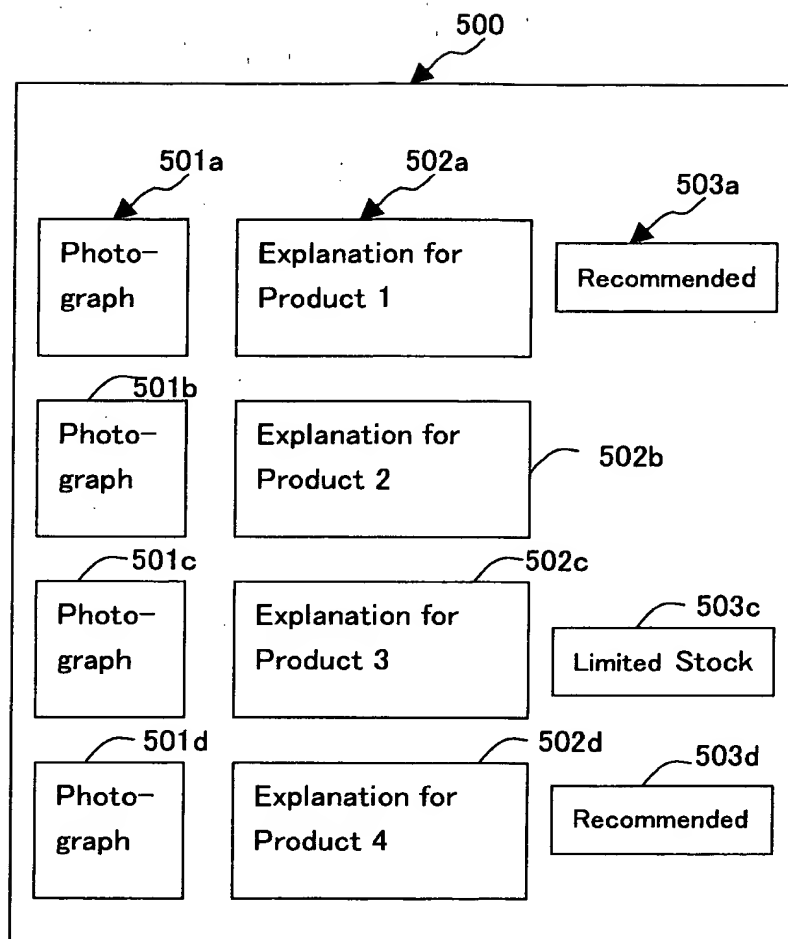 500
501a
502a
503a
Photo-
graph
Explanation for
Product 1
Recommended
501b
Photo-
graph
Explanation for
Product 2
502b
501c
502c
503c
Photo-
graph
Explanation for
Product 3
Limited Stock
501d
502d
503d
Photo-
graph
Explanation for
Product 4
Recommended